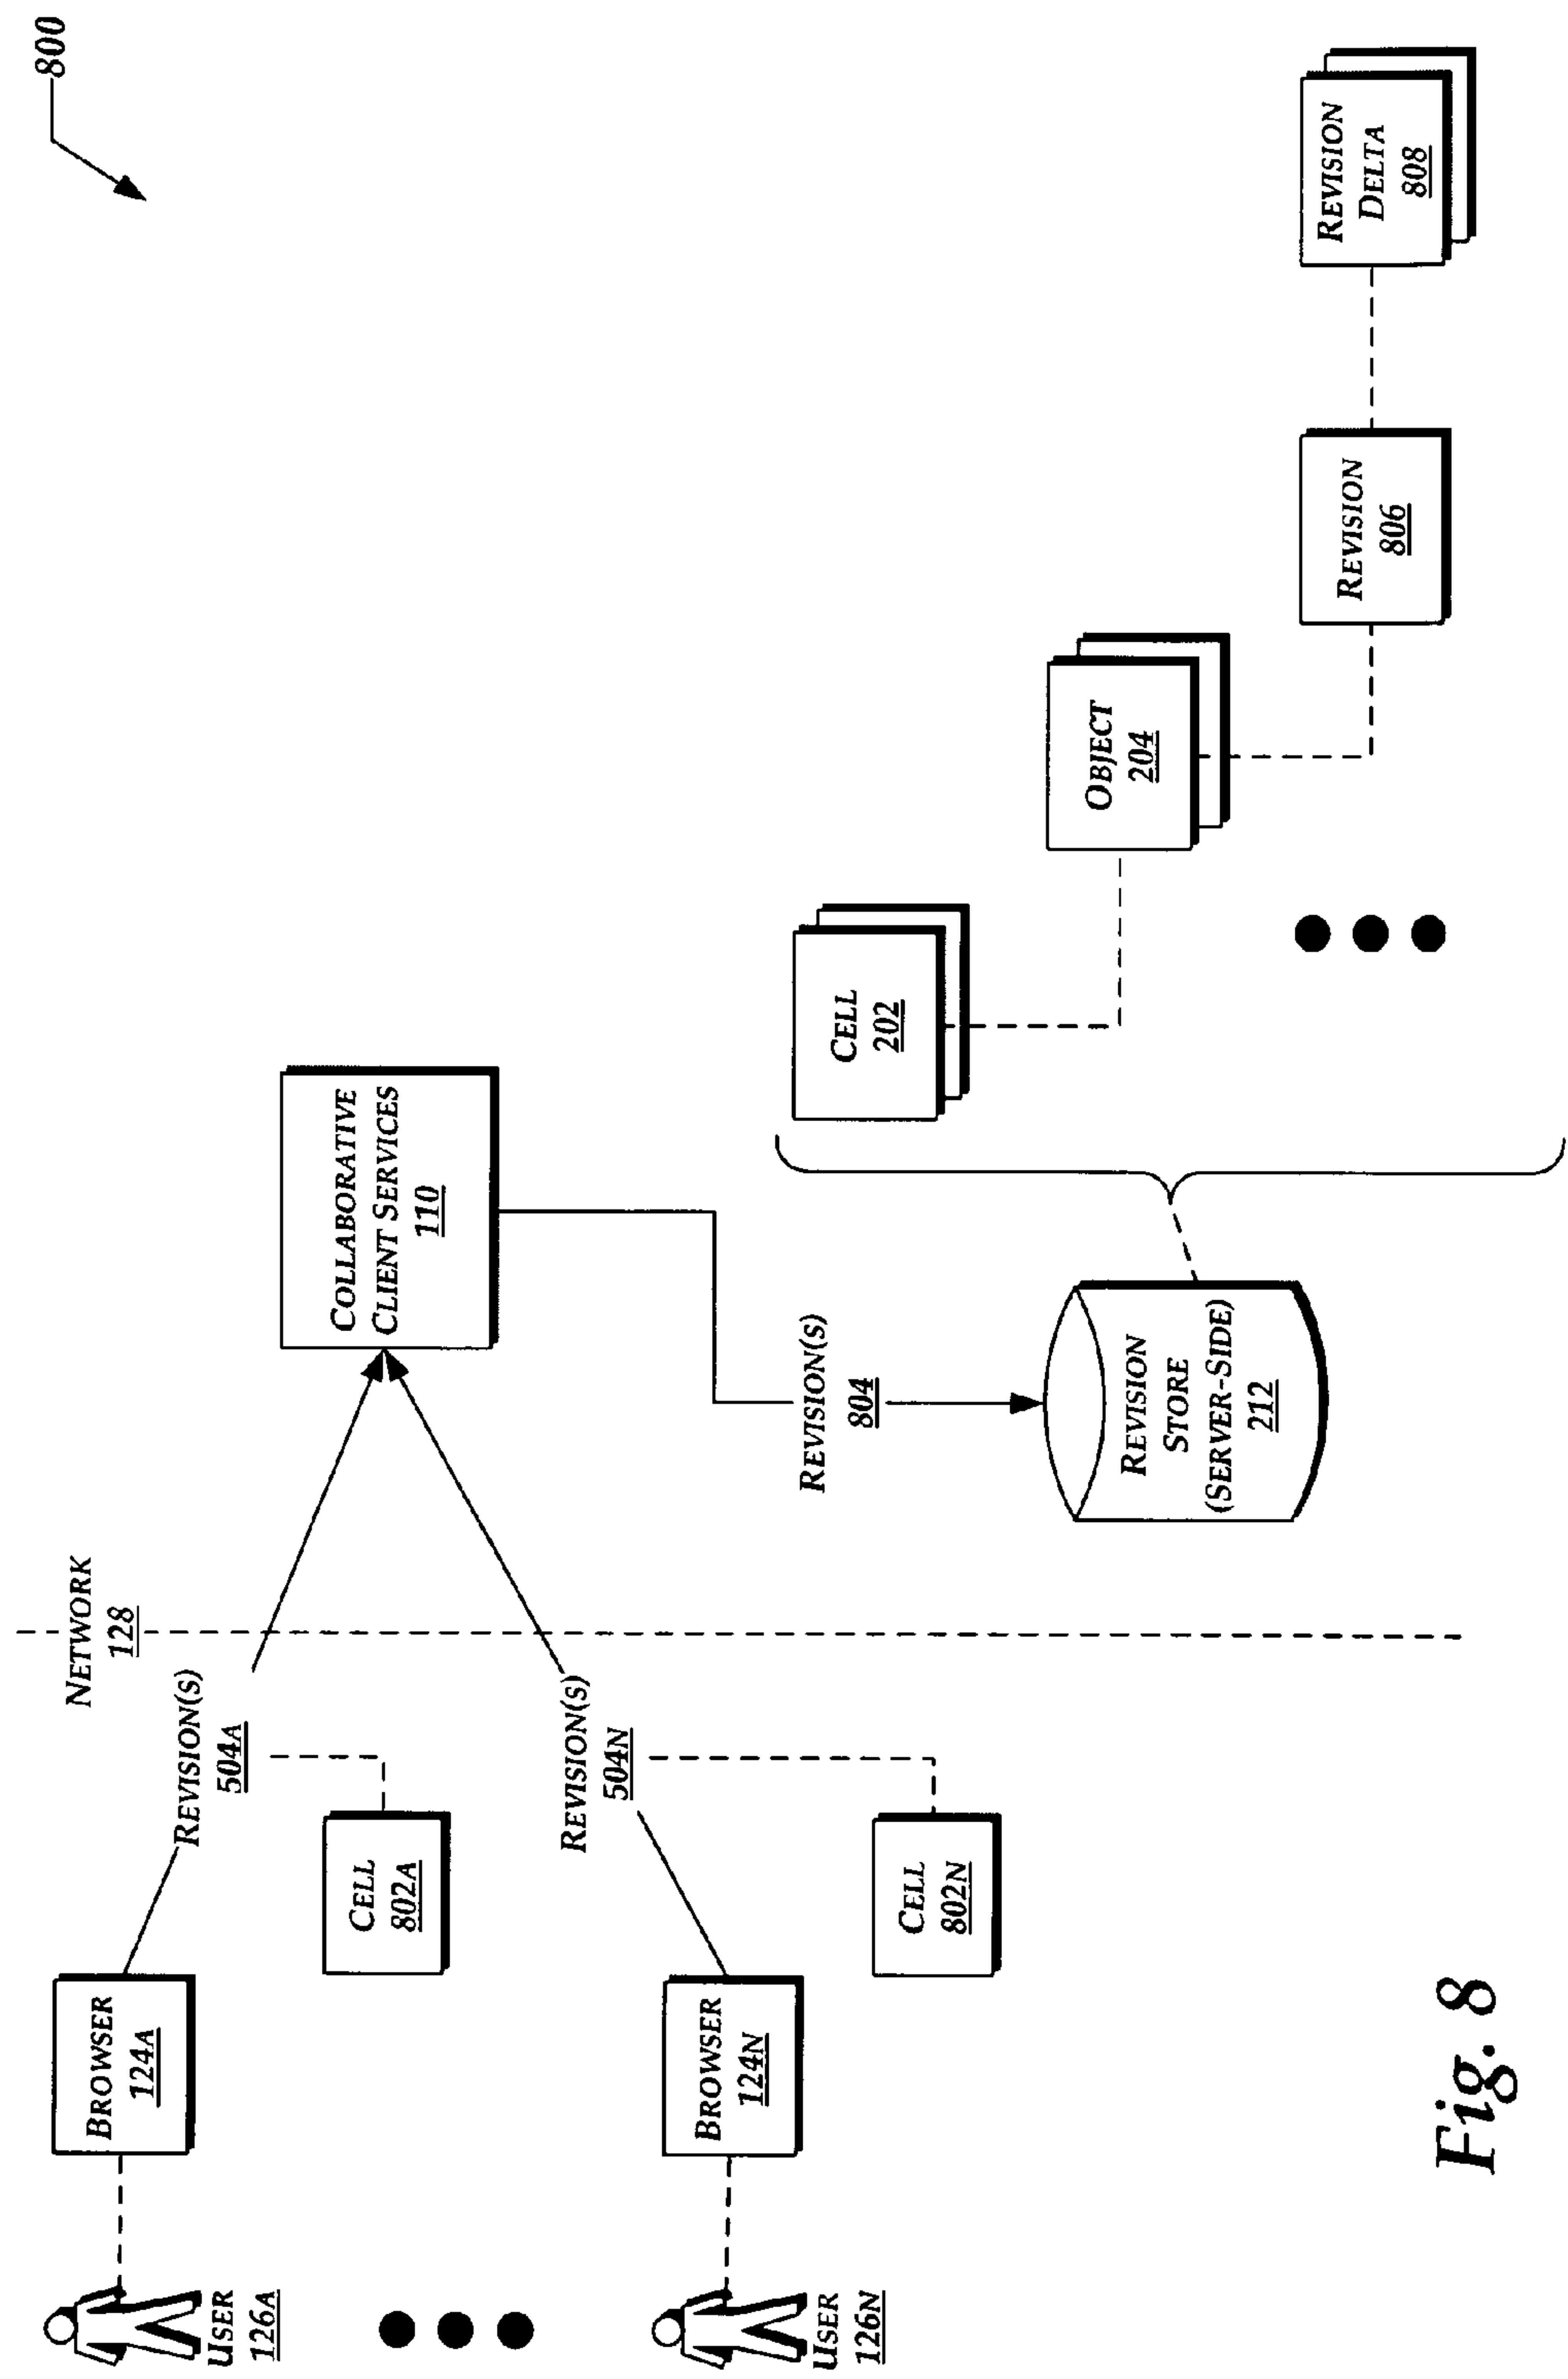 800
NETWORK
128
USER
126A
BROWSER
124A
REVISION(S)
504A
CELL
802A
COLLABORATIVE
CLIENT SERVICES
110
USER
126N
BROWSER
124N
REVISION(S)
504N
CELL
802N
REVISION(S)
804
REVISION
STORE
(SERVER-SIDE)
212
CELL
202
OBJECT
204
REVISION
806
REVISION
DELTA
808
Fig. 8